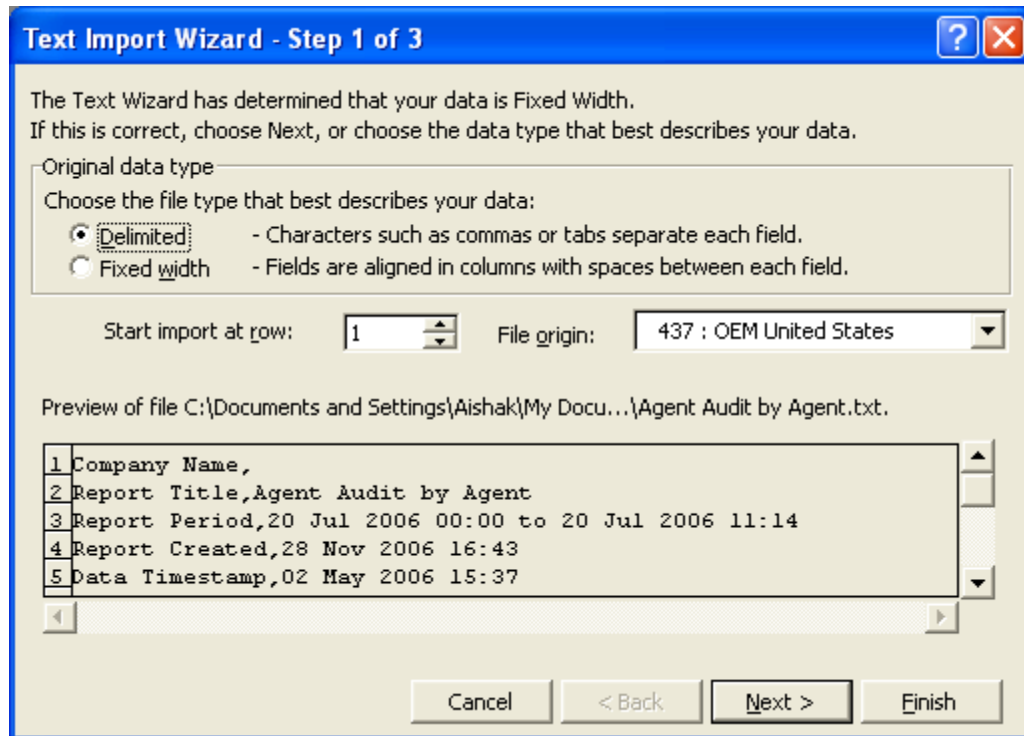 Text Import Wizard - Step 1 of 3
The Text Wizard has determined that your data is Fixed Width.
If this is correct, choose Next, or choose the data type that best describes your data.
Original data type
Choose the file type that best describes your data:
Delimited - Characters such as commas or tabs separate each field.
Fixed width - Fields are aligned in columns with spaces between each field.
Start import at row: 1 File origin: 437 : OEM United States
Preview of file C:\Documents and Settings\Aishak\My Docu...\Agent Audit by Agent.txt.
1 Company Name,
2 Report Title,Agent Audit by Agent
3 Report Period,20 Jul 2006 00:00 to 20 Jul 2006 11:14
4 Report Created,28 Nov 2006 16:43
5 Data Timestamp,02 May 2006 15:37
Cancel < Back Next > Finish